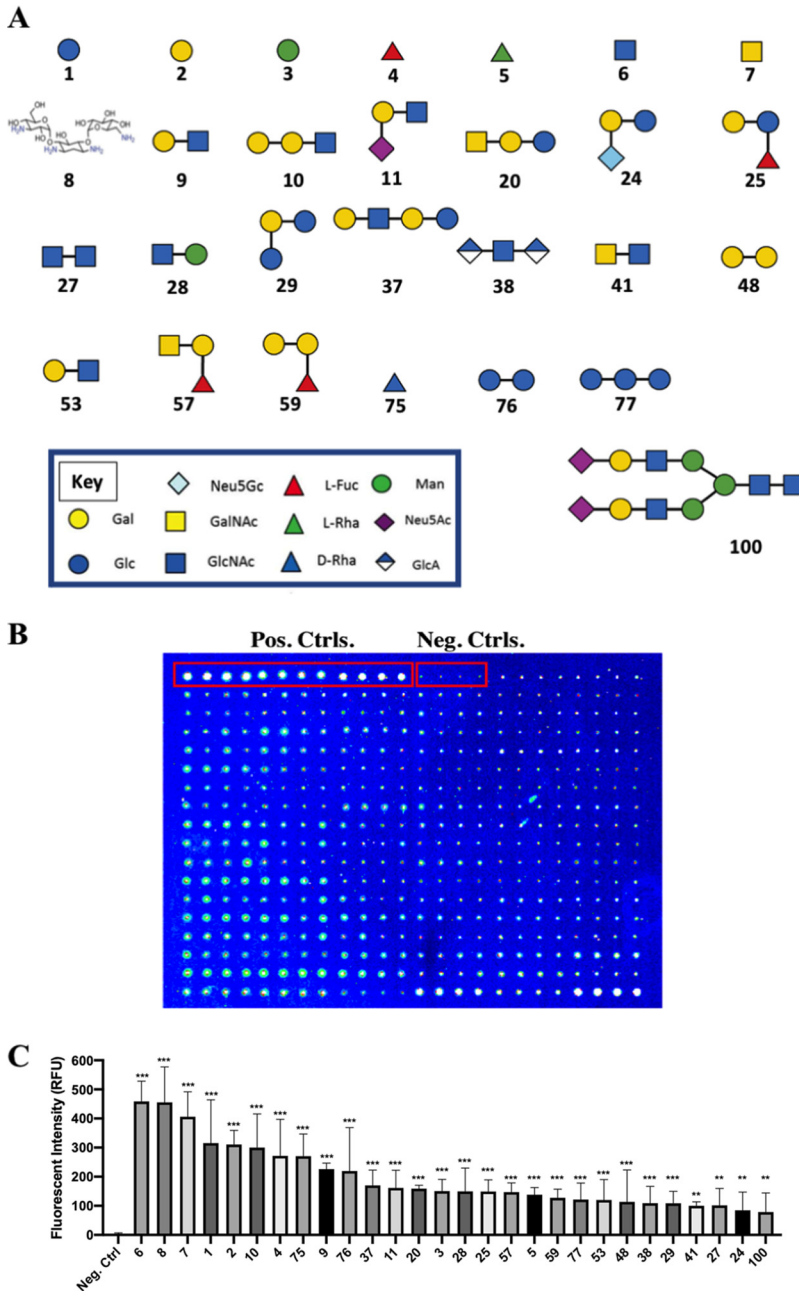 A
1 2 3 4 5 6 7
8 9 10 11 20 24 25
27 28 29 37 38 41 48
53 57 59 75 76 77
100
Key
Neu5Gc L-Fuc Man
Gal GalNAc L-Rha Neu5Ac
Glc GlcNAc D-Rha GlcA
B
Pos. Ctrls. Neg. Ctrls.
C
Fluorescent Intensity (RFU)
600
500
400
300
200
100
0
*** *** *** *** *** *** *** *** *** *** *** *** *** *** *** *** *** *** *** *** *** *** *** *** ** ** ** **
Neg. Ctrl 6 8 7 1 2 10 4 75 9 76 37 11 20 3 28 25 57 5 59 77 53 48 38 29 41 27 24 100